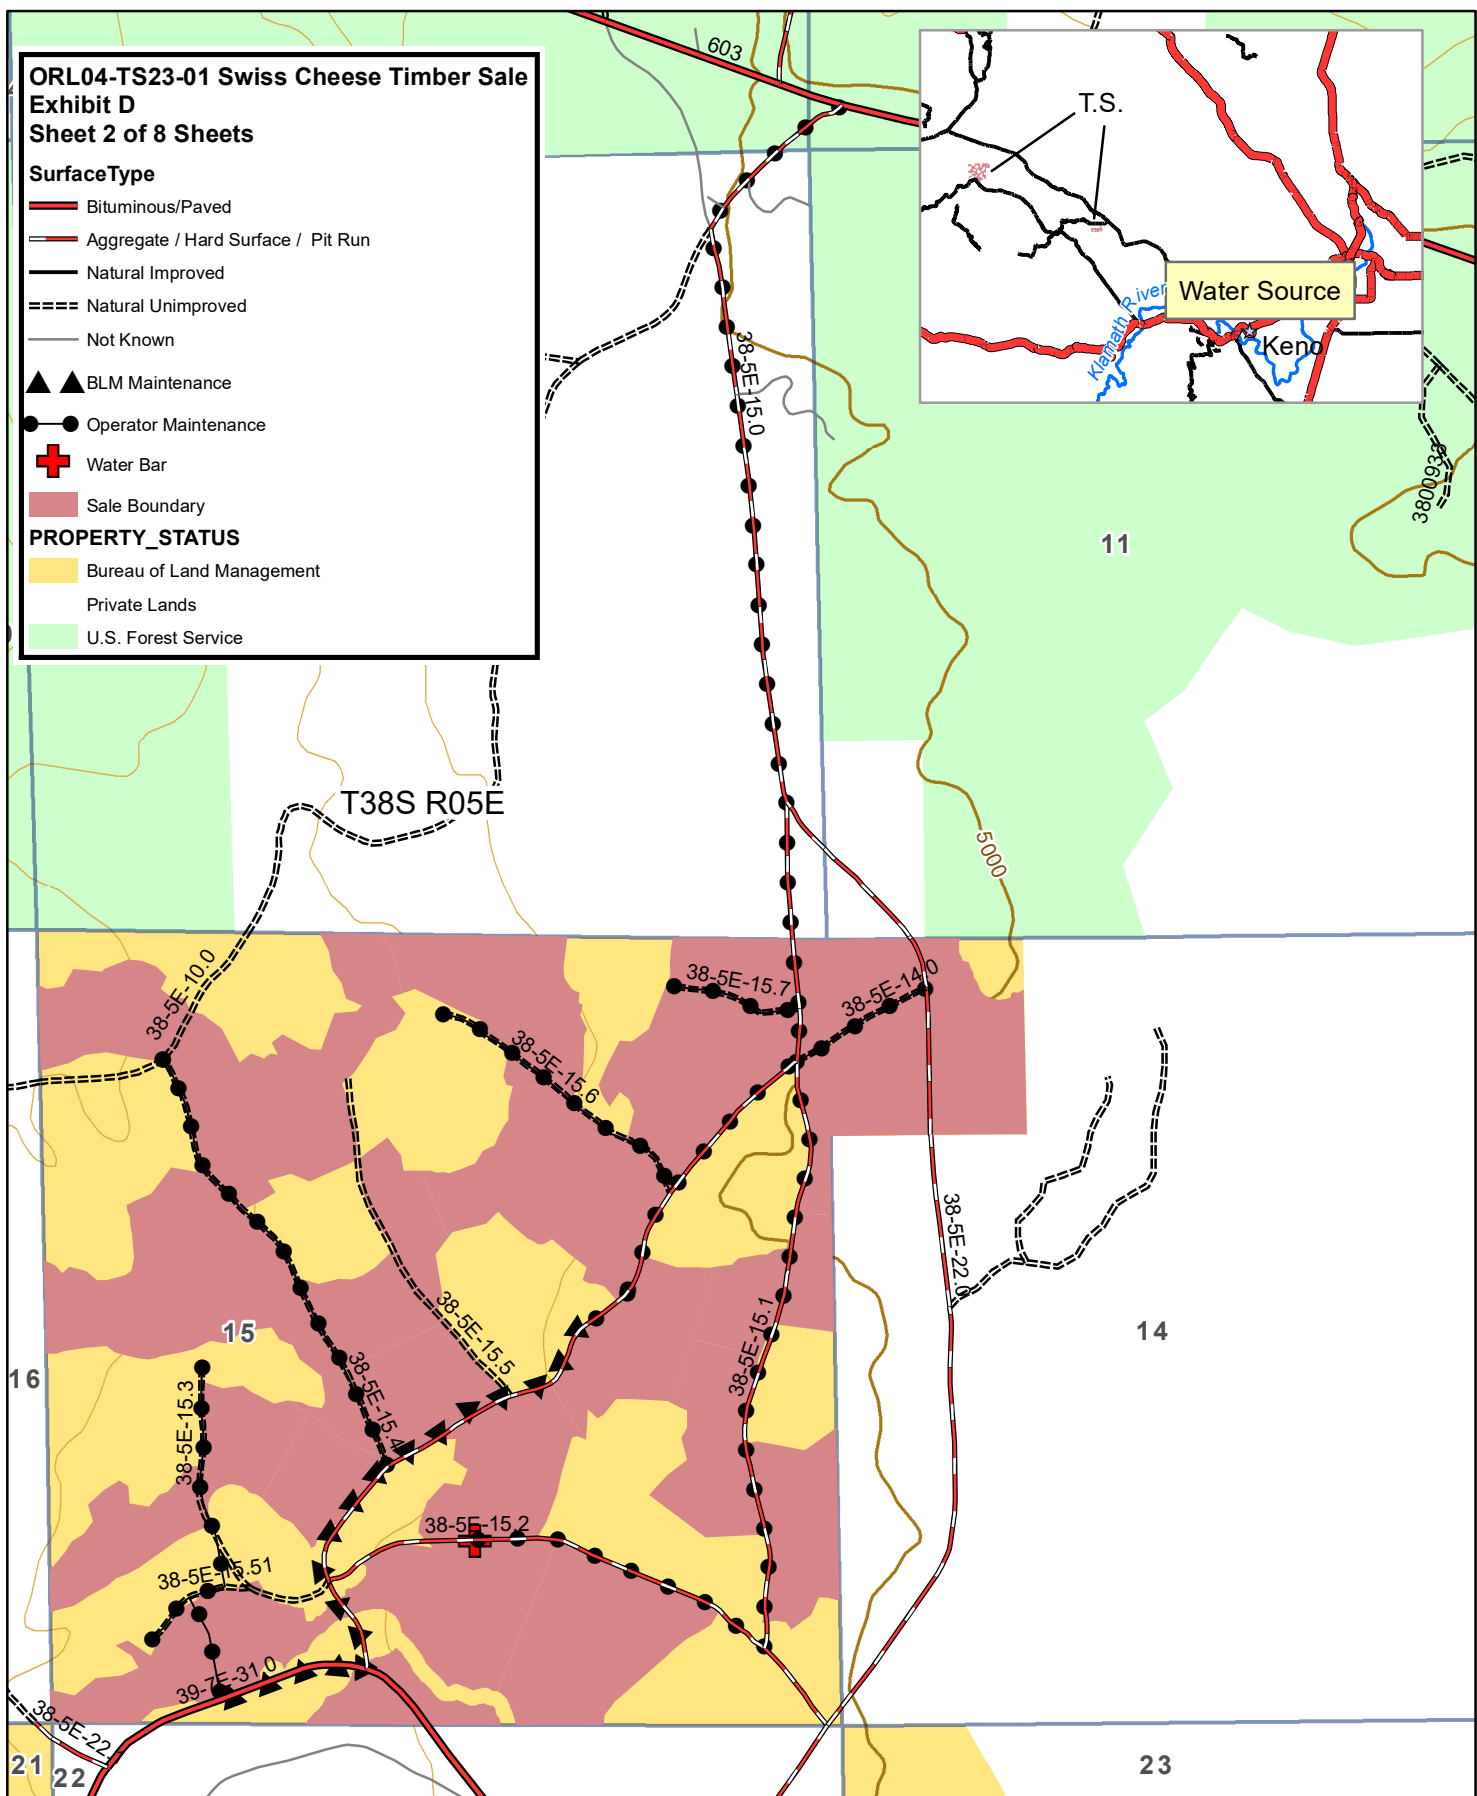 ORL04-TS23-01 Swiss Cheese Timber Sale
Exhibit D
Sheet 2 of 8 Sheets
SurfaceType
Bituminous/Paved
Aggregate / Hard Surface / Pit Run
Natural Improved
Natural Unimproved
Not Known
BLM Maintenance
Operator Maintenance
Water Bar
Sale Boundary
PROPERTY_STATUS
Bureau of Land Management
Private Lands
U.S. Forest Service
603
T.S.
Water Source
Klamath River
Keno
38-5E-15.0
3800933
11
T38S R05E
5000
38-5E-10.0
38-5E-15.7
38-5E-14.0
38-5E-15.6
38-5E-22.0
38-5E-15.5
38-5E-15.1
15
14
16
38-5E-15.4
38-5E-15.3
38-5E-15.2
38-5E-15.51
39-7E-31.0
38-5E-22.
21
22
23